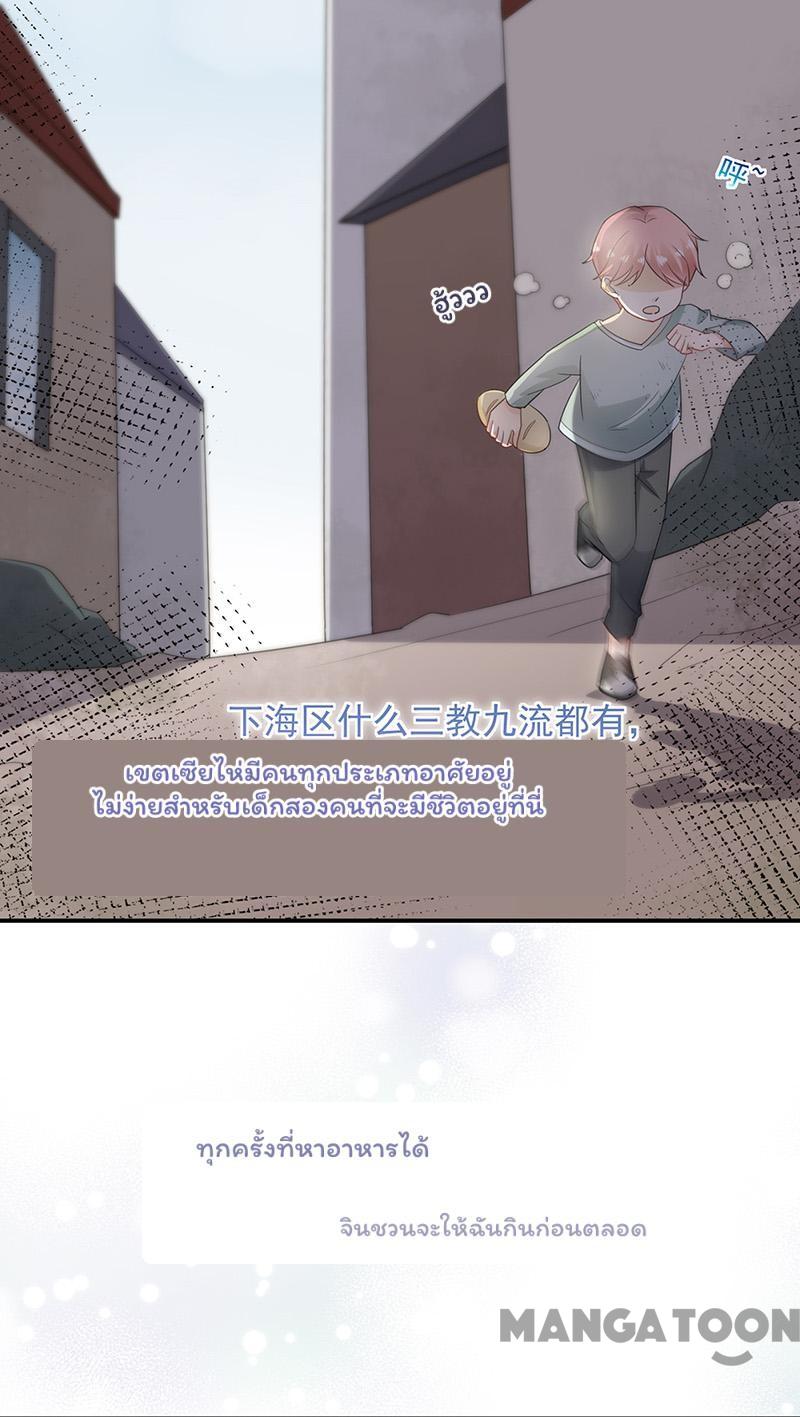 呼~
ฮู้ววว
下海区什么三教九流都有,
เขตเซียไห่มีคนทุกประเภทอาศัยอยู่
ไม่ง่ายสำหรับเด็กสองคนที่จะมีชีวิตอยู่ที่นี่
ทุกครั้งที่หาอาหารได้
จินชวนจะให้ฉันกินก่อนตลอด
MANGATOON